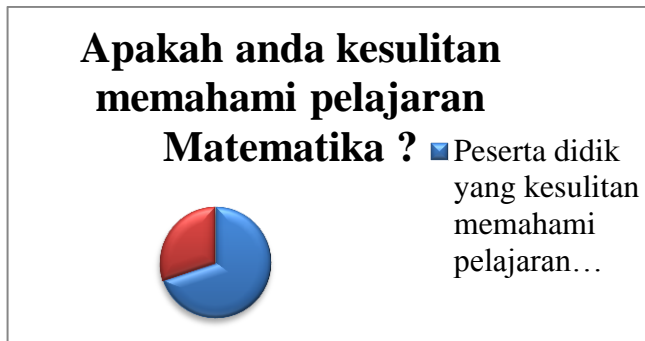 Apakah anda kesulitan
memahami pelajaran
Matematika ?
Peserta didik
yang kesulitan
memahami
pelajaran…